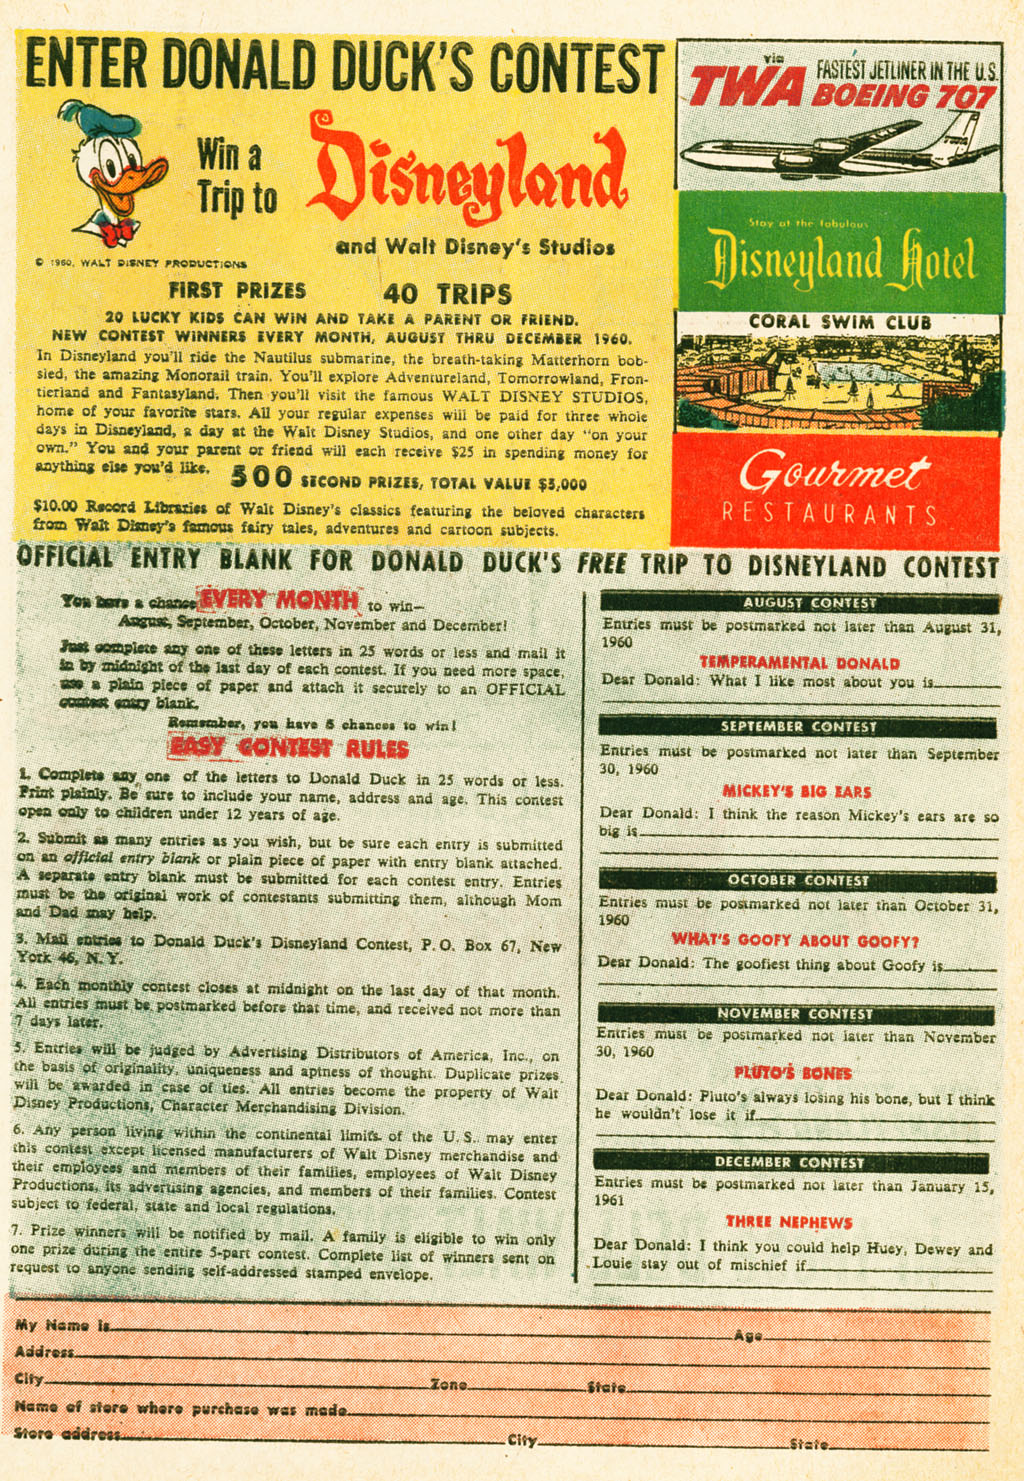 ENTER DONALD DUCK'S CONTEST
Win a
Trip to
Disneyland
and Walt Disney's Studios
© 1960, WALT DISNEY PRODUCTIONS
FIRST PRIZES 40 TRIPS
20 LUCKY KIDS CAN WIN AND TAKE A PARENT OR FRIEND.
NEW CONTEST WINNERS EVERY MONTH, AUGUST THRU DECEMBER 1960.
In Disneyland you'll ride the Nautilus submarine, the breath-taking Matterhorn bob-
sled, the amazing Monorail train. You'll explore Adventureland, Tomorrowland, Fron-
tierland and Fantasyland. Then you'll visit the famous WALT DISNEY STUDIOS,
home of your favorite stars. All your regular expenses will be paid for three whole
days in Disneyland, a day at the Walt Disney Studios, and one other day "on your
own." You and your parent or friend will each receive $25 in spending money for
anything else you'd like. 500 SECOND PRIZES, TOTAL VALUE $5,000
$10.00 Record Libraries of Walt Disney's classics featuring the beloved characters
from Walt Disney's famous fairy tales, adventures and cartoon subjects.
via
TWA FASTEST JETLINER IN THE U.S.
BOEING 707
TWA
Stay at the fabulous
Disneyland Hotel
CORAL SWIM CLUB
Gourmet
RESTAURANTS
OFFICIAL ENTRY BLANK FOR DONALD DUCK'S FREE TRIP TO DISNEYLAND CONTEST
You have a chance EVERY MONTH to win—
August, September, October, November and December!
Just complete any one of these letters in 25 words or less and mail it
in by midnight of the last day of each contest. If you need more space,
use a plain piece of paper and attach it securely to an OFFICIAL
contest entry blank.
Remember, you have 5 chances to win!
EASY CONTEST RULES
1. Complete any one of the letters to Donald Duck in 25 words or less.
Print plainly. Be sure to include your name, address and age. This contest
open only to children under 12 years of age.
2. Submit as many entries as you wish, but be sure each entry is submitted
on an official entry blank or plain piece of paper with entry blank attached.
A separate entry blank must be submitted for each contest entry. Entries
must be the original work of contestants submitting them, although Mom
and Dad may help.
3. Mail entries to Donald Duck's Disneyland Contest, P.O. Box 67, New
York 46, N.Y.
4. Each monthly contest closes at midnight on the last day of that month.
All entries must be postmarked before that time, and received not more than
7 days later.
5. Entries will be judged by Advertising Distributors of America, Inc., on
the basis of originality, uniqueness and aptness of thought. Duplicate prizes
will be awarded in case of ties. All entries become the property of Walt
Disney Productions, Character Merchandising Division.
6. Any person living within the continental limits of the U.S. may enter
this contest except licensed manufacturers of Walt Disney merchandise and
their employees and members of their families, employees of Walt Disney
Productions, its advertising agencies, and members of their families. Contest
subject to federal, state and local regulations.
7. Prize winners will be notified by mail. A family is eligible to win only
one prize during the entire 5-part contest. Complete list of winners sent on
request to anyone sending self-addressed stamped envelope.
AUGUST CONTEST
Entries must be postmarked not later than August 31,
1960
TEMPERAMENTAL DONALD
Dear Donald: What I like most about you is
SEPTEMBER CONTEST
Entries must be postmarked not later than September
30, 1960
MICKEY'S BIG EARS
Dear Donald: I think the reason Mickey's ears are so
big is
OCTOBER CONTEST
Entries must be postmarked not later than October 31,
1960
WHAT'S GOOFY ABOUT GOOFY?
Dear Donald: The goofiest thing about Goofy is
NOVEMBER CONTEST
Entries must be postmarked not later than November
30, 1960
PLUTO'S BONES
Dear Donald: Pluto's always losing his bone, but I think
he wouldn't lose it if
DECEMBER CONTEST
Entries must be postmarked not later than January 15,
1961
THREE NEPHEWS
Dear Donald: I think you could help Huey, Dewey and
Louie stay out of mischief if
My Name is Age
Address
City Zone State
Name of store where purchase was made
Store address City State